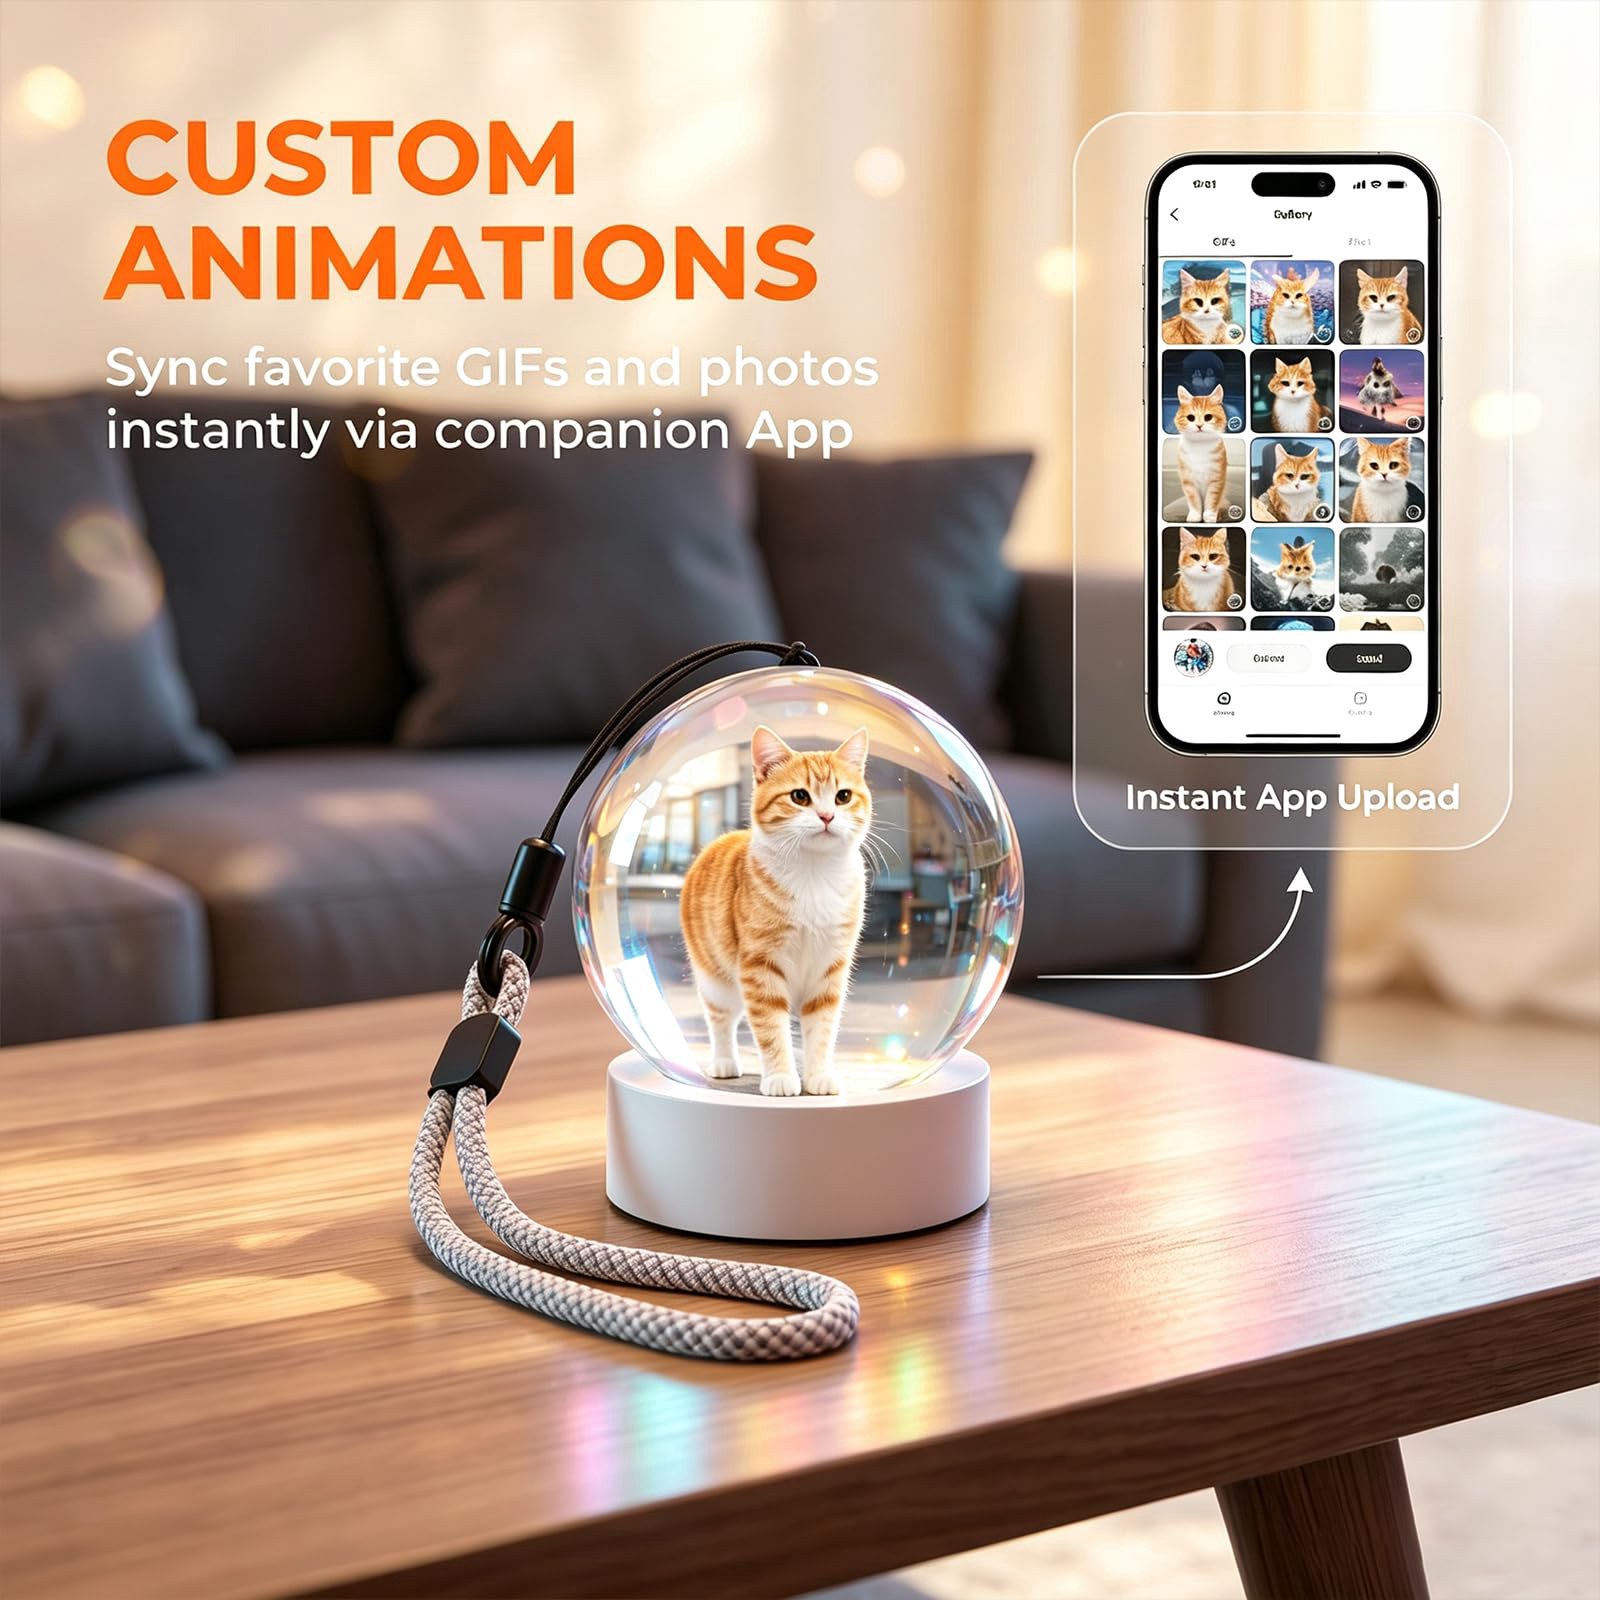 CUSTOM
ANIMATIONS
Sync favorite GIFs and photos
instantly via companion App
Instant App Upload